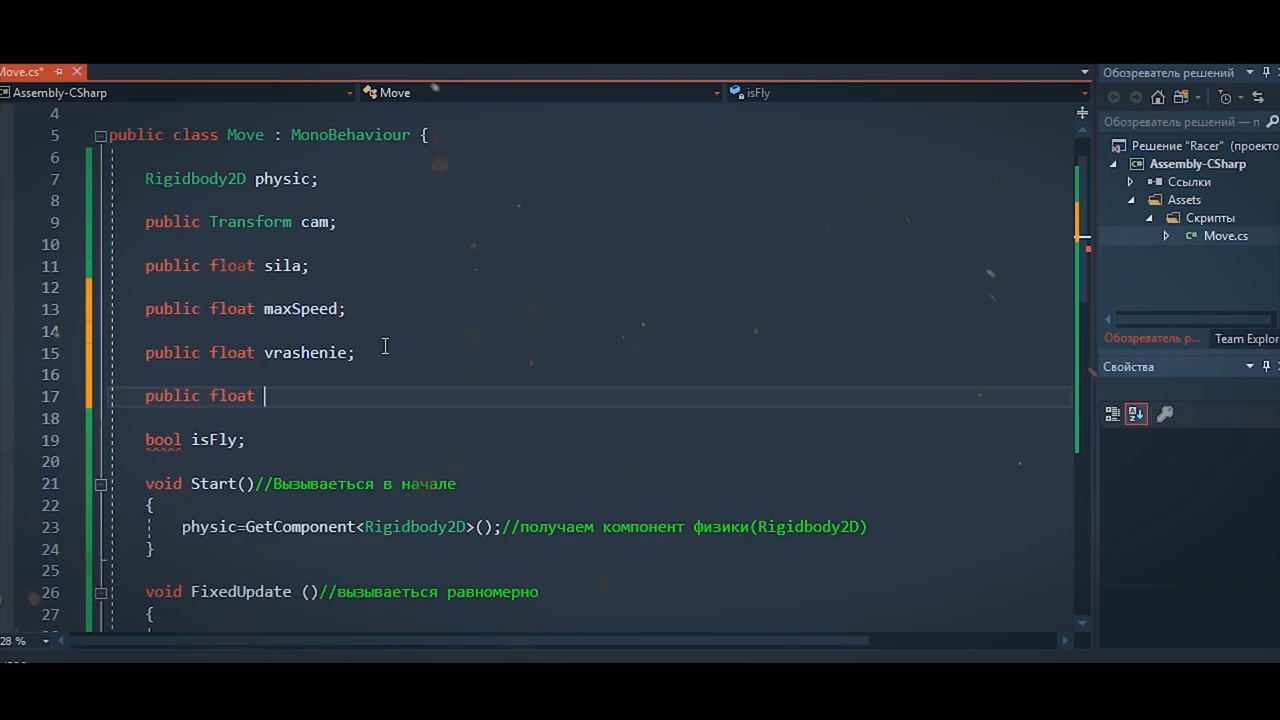 Move.cs*
Assembly-CSharp
Move
isFly
4
5 public class Move : MonoBehaviour {
6
7 Rigidbody2D physic;
8
9 public Transform cam;
10
11 public float sila;
12
13 public float maxSpeed;
14
15 public float vrashenie;
16
17 public float
18
19 bool isFly;
20
21 void Start()//Вызываеться в начале
22 {
23 physic=GetComponent<Rigidbody2D>();//получаем компонент физики(Rigidbody2D)
24 }
25
26 void FixedUpdate ()//вызываеться равномерно
27 {
28 %
Обозреватель решений
Обозреватель решений — п
Решение "Racer" (проекто
Assembly-CSharp
Ссылки
Assets
Скрипты
Move.cs
Обозреватель р...
Team Explor
Свойства